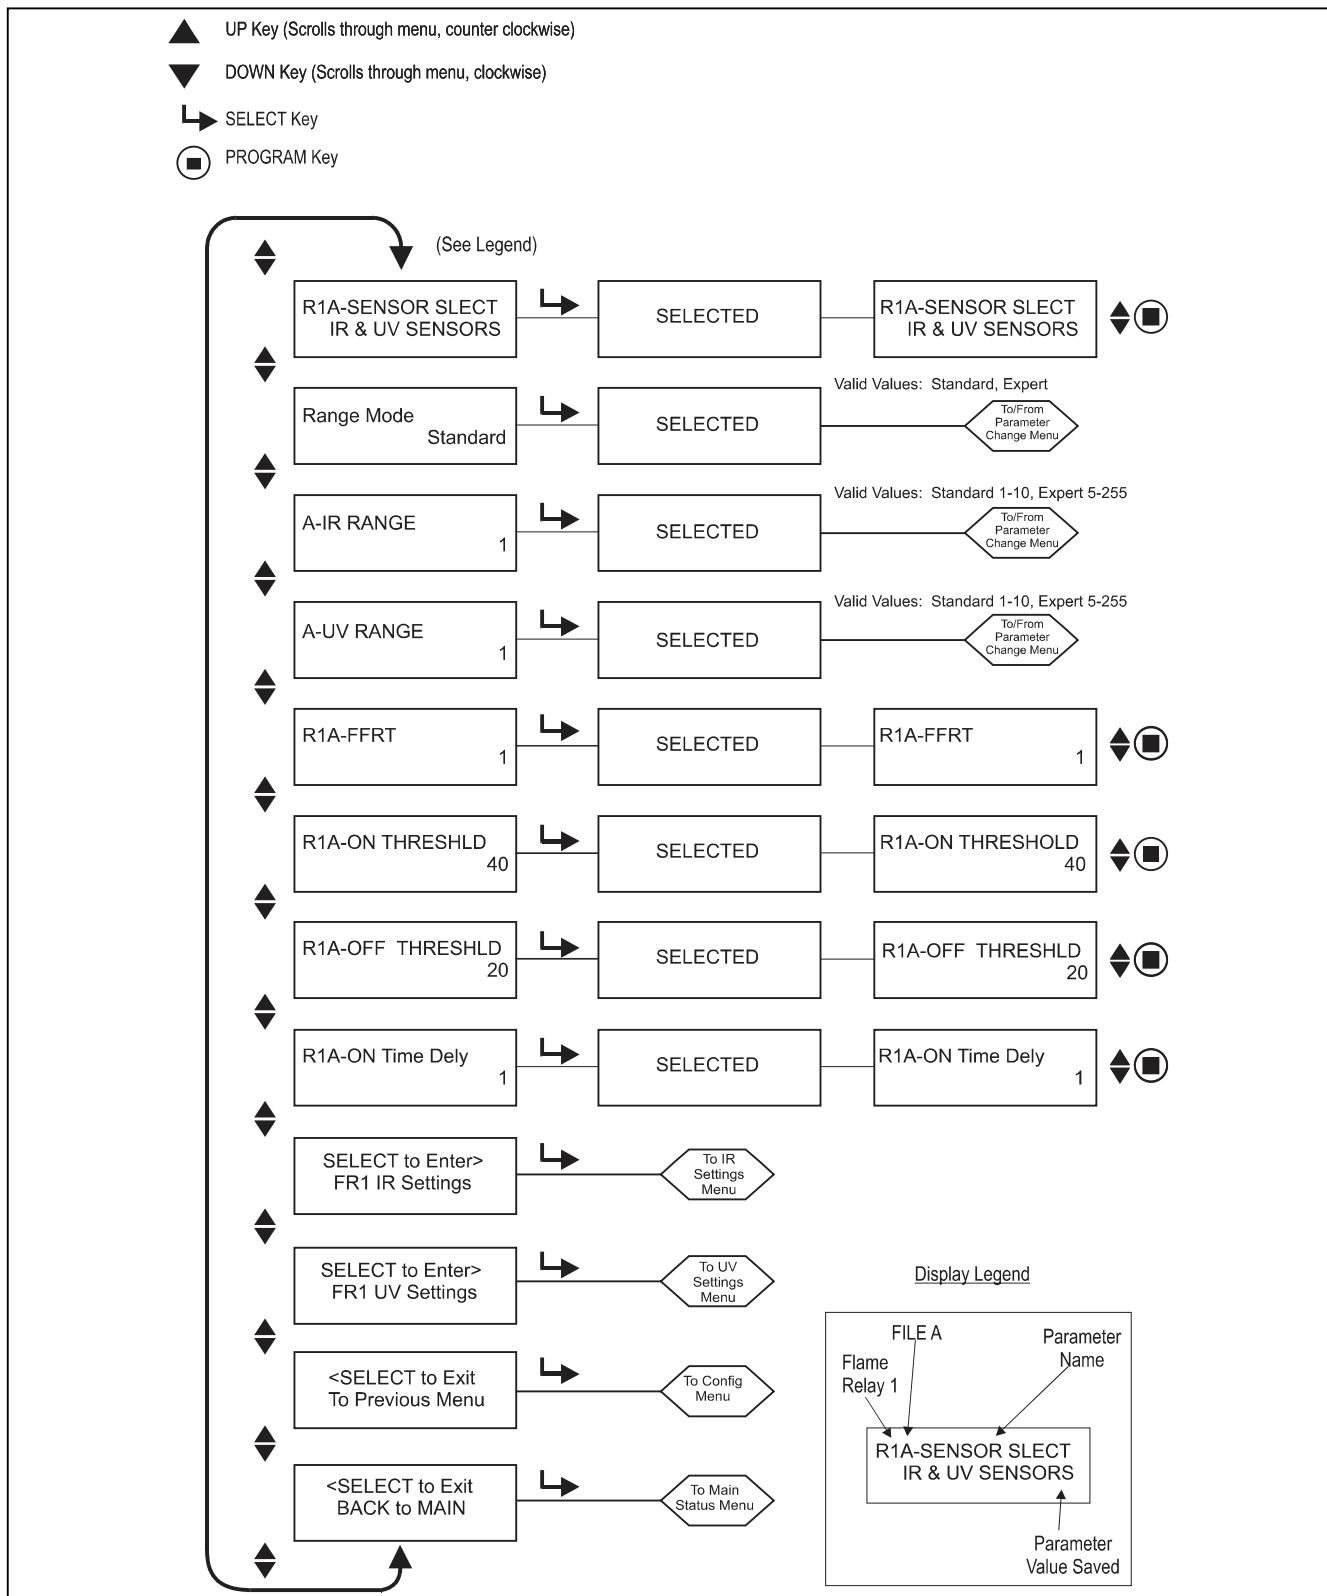 UP Key (Scrolls through menu, counter clockwise)
DOWN Key (Scrolls through menu, clockwise)
SELECT Key
PROGRAM Key
(See Legend)
R1A-SENSOR SLECT
IR & UV SENSORS
SELECTED
R1A-SENSOR SLECT
IR & UV SENSORS
Range Mode
Standard
SELECTED
Valid Values: Standard, Expert
To/From
Parameter
Change Menu
A-IR RANGE
1
SELECTED
Valid Values: Standard 1-10, Expert 5-255
To/From
Parameter
Change Menu
A-UV RANGE
1
SELECTED
Valid Values: Standard 1-10, Expert 5-255
To/From
Parameter
Change Menu
R1A-FFRT
1
SELECTED
R1A-FFRT
1
R1A-ON THRESHLD
40
SELECTED
R1A-ON THRESHOLD
40
R1A-OFF THRESHLD
20
SELECTED
R1A-OFF THRESHLD
20
R1A-ON Time Dely
1
SELECTED
R1A-ON Time Dely
1
SELECT to Enter>
FR1 IR Settings
To IR
Settings
Menu
SELECT to Enter>
FR1 UV Settings
To UV
Settings
Menu
<SELECT to Exit
To Previous Menu
To Config
Menu
<SELECT to Exit
BACK to MAIN
To Main
Status Menu
Display Legend
FILE A
Parameter
Name
Flame
Relay 1
R1A-SENSOR SLECT
IR & UV SENSORS
Parameter
Value Saved